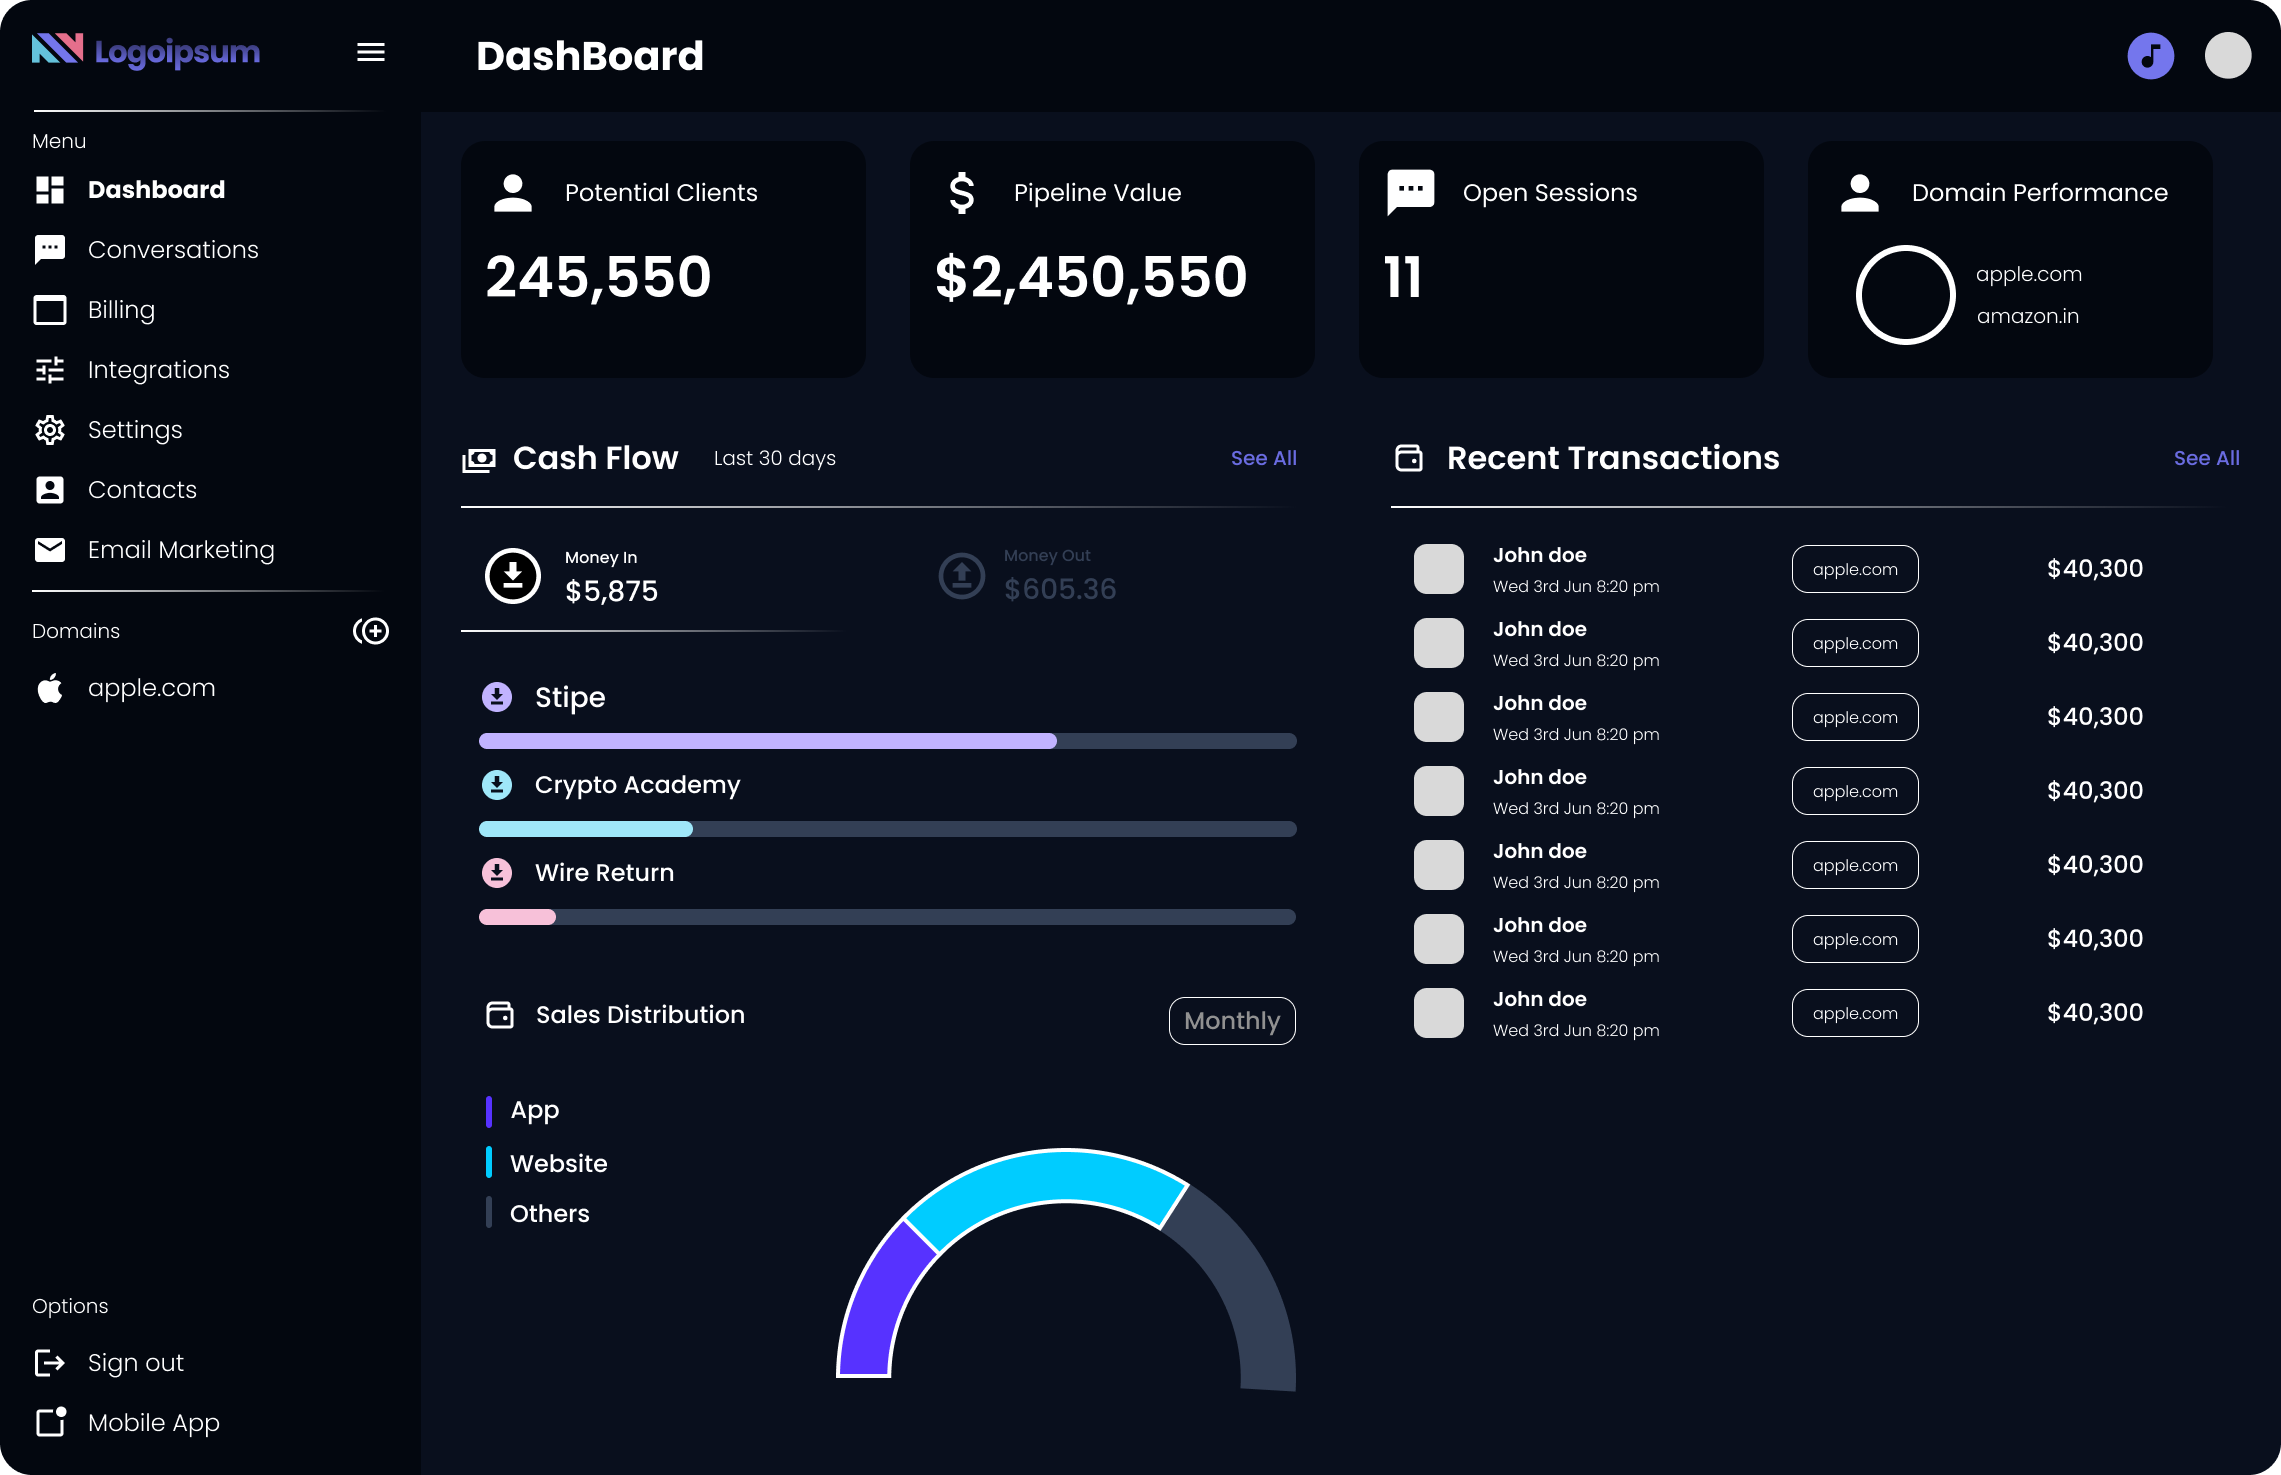 Logoipsum
DashBoard
Menu
Dashboard
Conversations
Billing
Integrations
Settings
Contacts
Email Marketing
Domains
apple.com
Options
Sign out
Mobile App
Potential Clients
245,550
Pipeline Value
$2,450,550
Open Sessions
11
Domain Performance
apple.com
amazon.in
Cash Flow
Last 30 days
See All
Money In
$5,875
Money Out
$605.36
Stipe
Crypto Academy
Wire Return
Sales Distribution
Monthly
App
Website
Others
Recent Transactions
See All
John doe
Wed 3rd Jun 8:20 pm
apple.com
$40,300
John doe
Wed 3rd Jun 8:20 pm
apple.com
$40,300
John doe
Wed 3rd Jun 8:20 pm
apple.com
$40,300
John doe
Wed 3rd Jun 8:20 pm
apple.com
$40,300
John doe
Wed 3rd Jun 8:20 pm
apple.com
$40,300
John doe
Wed 3rd Jun 8:20 pm
apple.com
$40,300
John doe
Wed 3rd Jun 8:20 pm
apple.com
$40,300